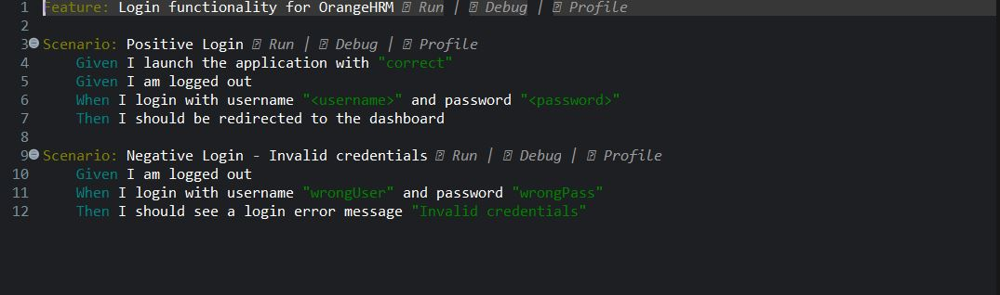 1 Feature: Login functionality for OrangeHRM Run | Debug | Profile
2
3 Scenario: Positive Login Run | Debug | Profile
4 Given I launch the application with "correct"
5 Given I am logged out
6 When I login with username "<username>" and password "<password>"
7 Then I should be redirected to the dashboard
8
9 Scenario: Negative Login - Invalid credentials Run | Debug | Profile
10 Given I am logged out
11 When I login with username "wrongUser" and password "wrongPass"
12 Then I should see a login error message "Invalid credentials"